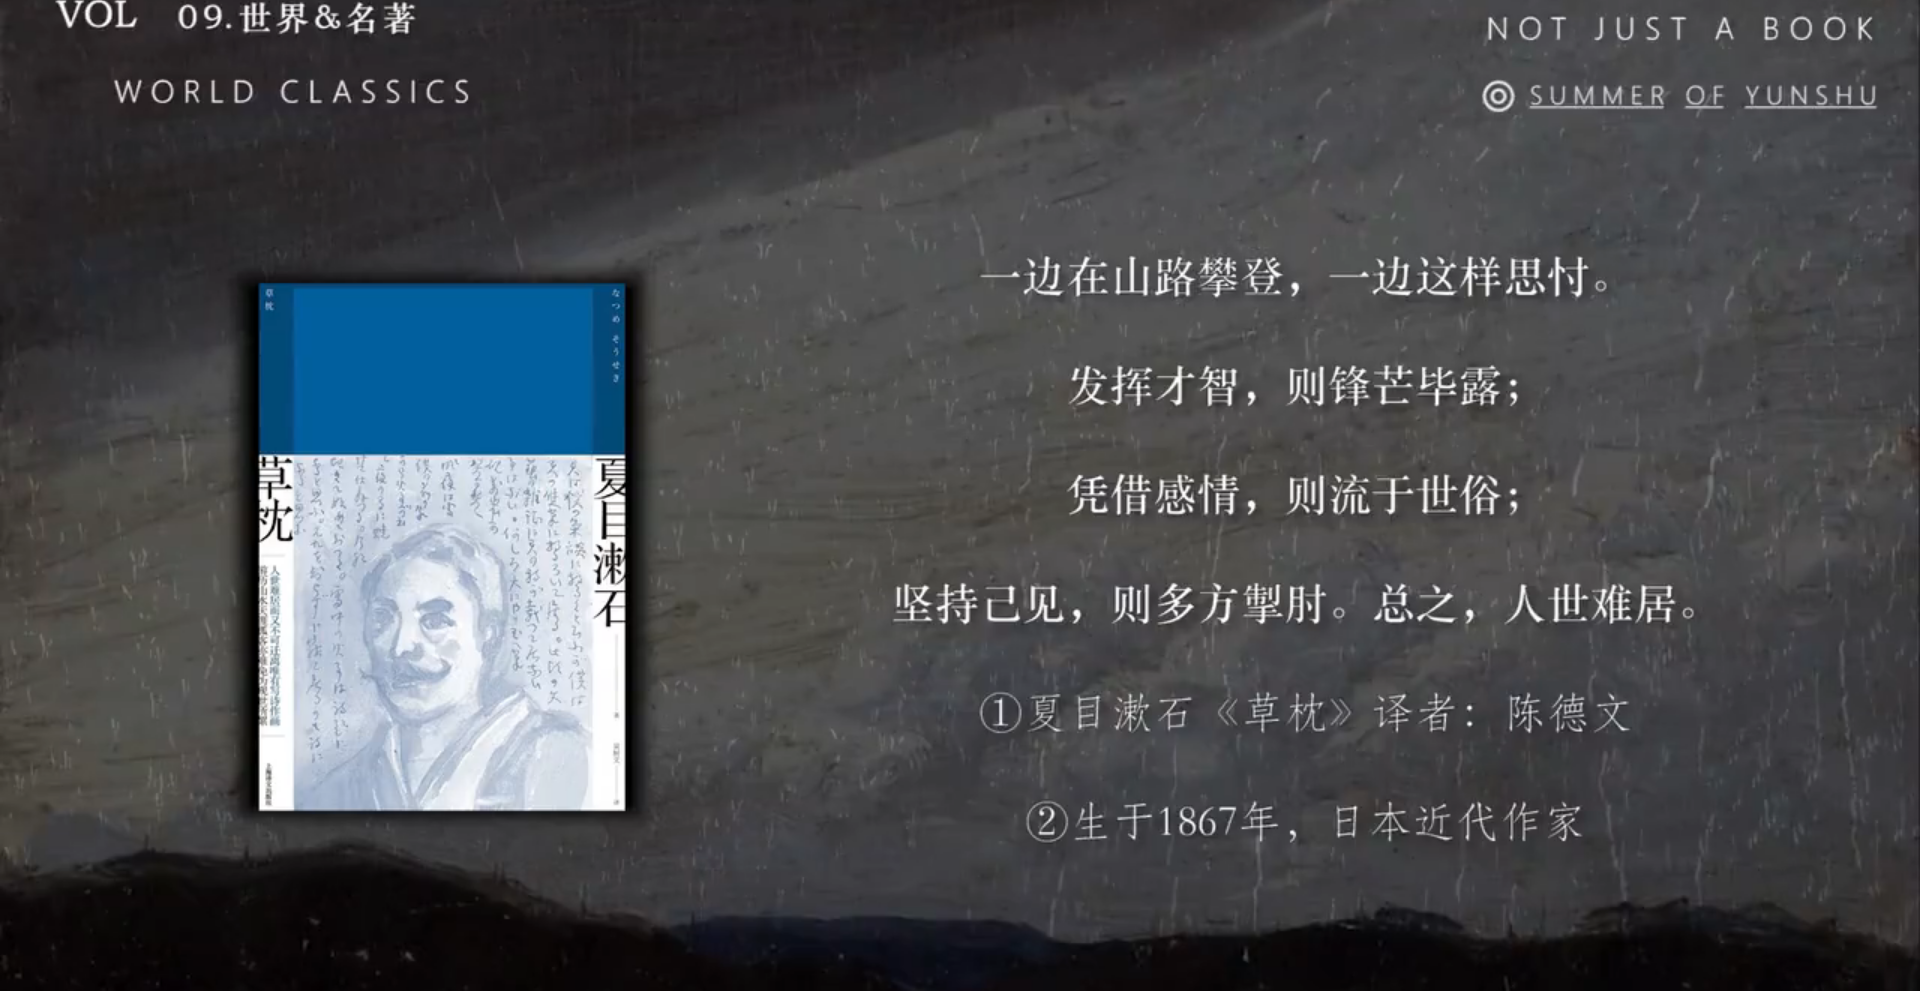 VOL 09.世界&名著
WORLD CLASSICS
NOT JUST A BOOK
SUMMER OF YUNSHU
草枕
なつめ そうせき
草枕
夏目漱石
一边在山路攀登，一边这样思忖。
发挥才智，则锋芒毕露；
凭借感情，则流于世俗；
坚持己见，则多方掣肘。总之，人世难居。
①夏目漱石《草枕》译者：陈德文
②生于1867年，日本近代作家